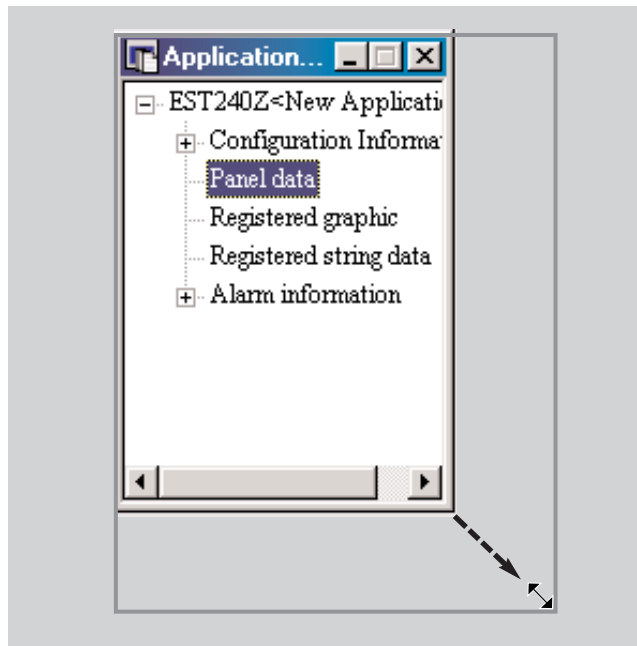 Application...
EST240Z<New Applicati
Configuration Informa
Panel data
Registered graphic
Registered string data
Alarm information